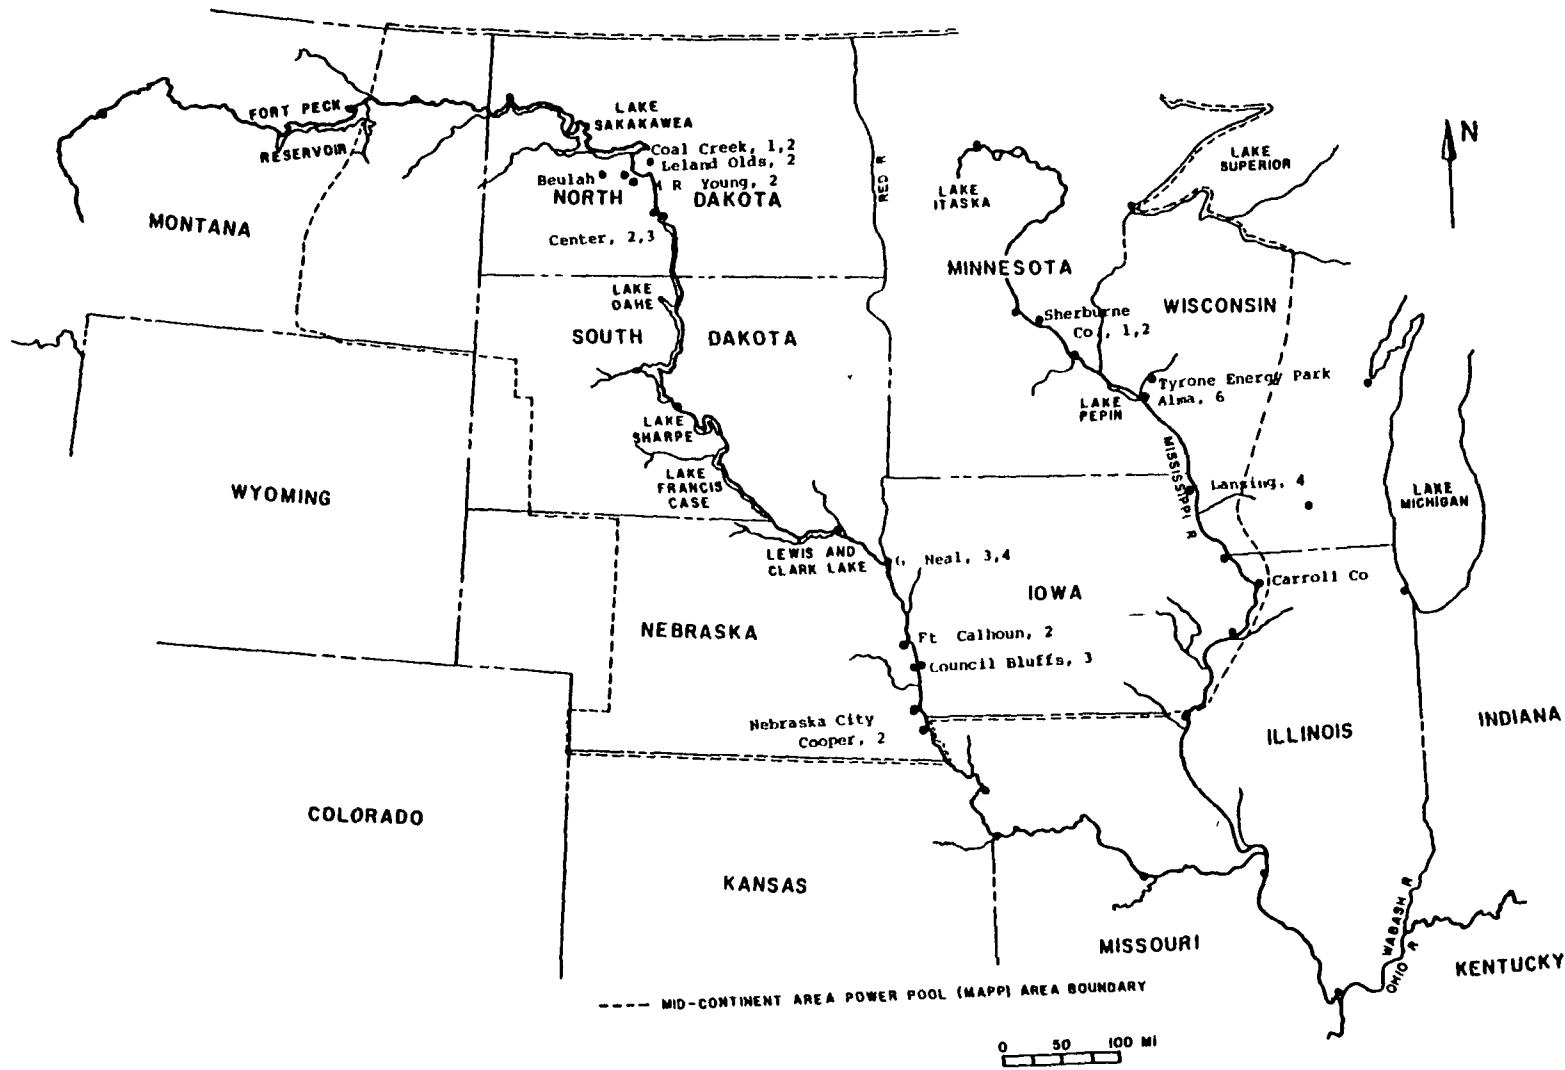 N
FORT PECK
RESERVOIR
LAKE
SAKAKAWEA
Coal Creek, 1,2
Leland Olds, 2
Beulah
R Young, 2
NORTH DAKOTA
Center, 2,3
MONTANA
RED R
LAKE
ITASKA
LAKE
SUPERIOR
MINNESOTA
WISCONSIN
Sherburne
Co., 1,2
LAKE
OAHE
SOUTH DAKOTA
Tyrone Energy Park
Alma, 6
LAKE
PEPIN
LAKE
SHARPE
LAKE
FRANCIS
CASE
MISSISSIPPI R
Lansing, 4
LAKE
MICHIGAN
WYOMING
LEWIS AND
CLARK LAKE
Neal, 3,4
Carroll Co
IOWA
NEBRASKA
Ft Calhoun, 2
Council Bluffs, 3
Nebraska City
Cooper, 2
ILLINOIS
INDIANA
COLORADO
KANSAS
MISSOURI
WABASH R
OHIO R
KENTUCKY
---- MID-CONTINENT AREA POWER POOL (MAPP) AREA BOUNDARY
0 50 100 MI